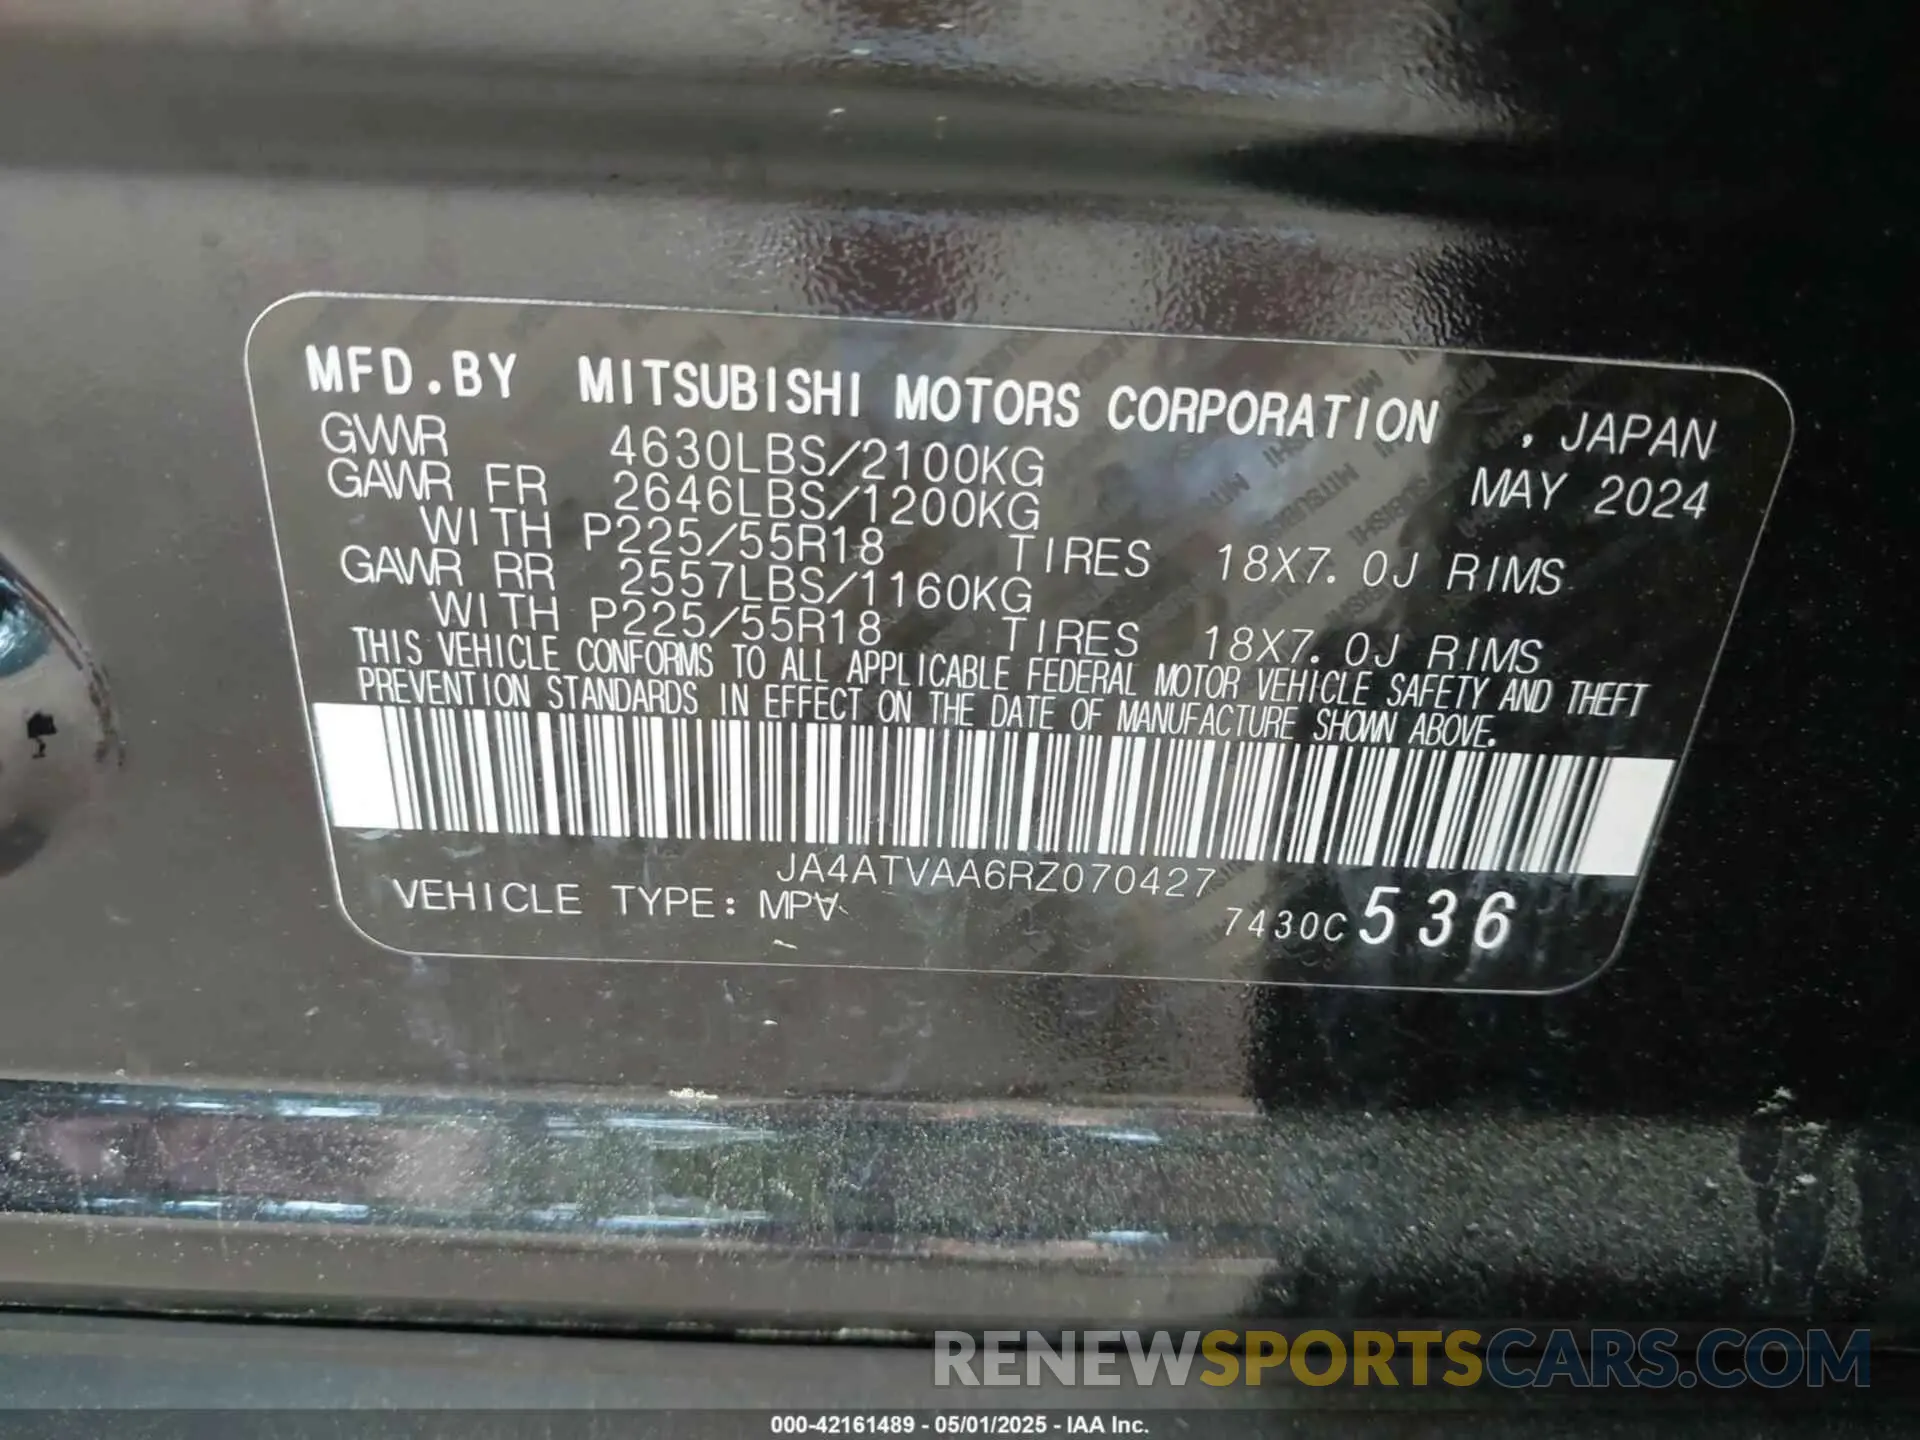 MFD.BY MITSUBISHI MOTORS CORPORATION , JAPAN
GVWR 4630LBS/2100KG MAY 2024
GAWR FR 2646LBS/1200KG
WITH P225/55R18 TIRES 18X7.0J RIMS
GAWR RR 2557LBS/1160KG
WITH P225/55R18 TIRES 18X7.0J RIMS
THIS VEHICLE CONFORMS TO ALL APPLICABLE FEDERAL MOTOR VEHICLE SAFETY AND THEFT
PREVENTION STANDARDS IN EFFECT ON THE DATE OF MANUFACTURE SHOWN ABOVE.
JA4ATVAA6RZ070427
VEHICLE TYPE: MPV
7430C 536
RENEWSPORTSCARS.COM
000-42161489 - 05/01/2025 - IAA Inc.